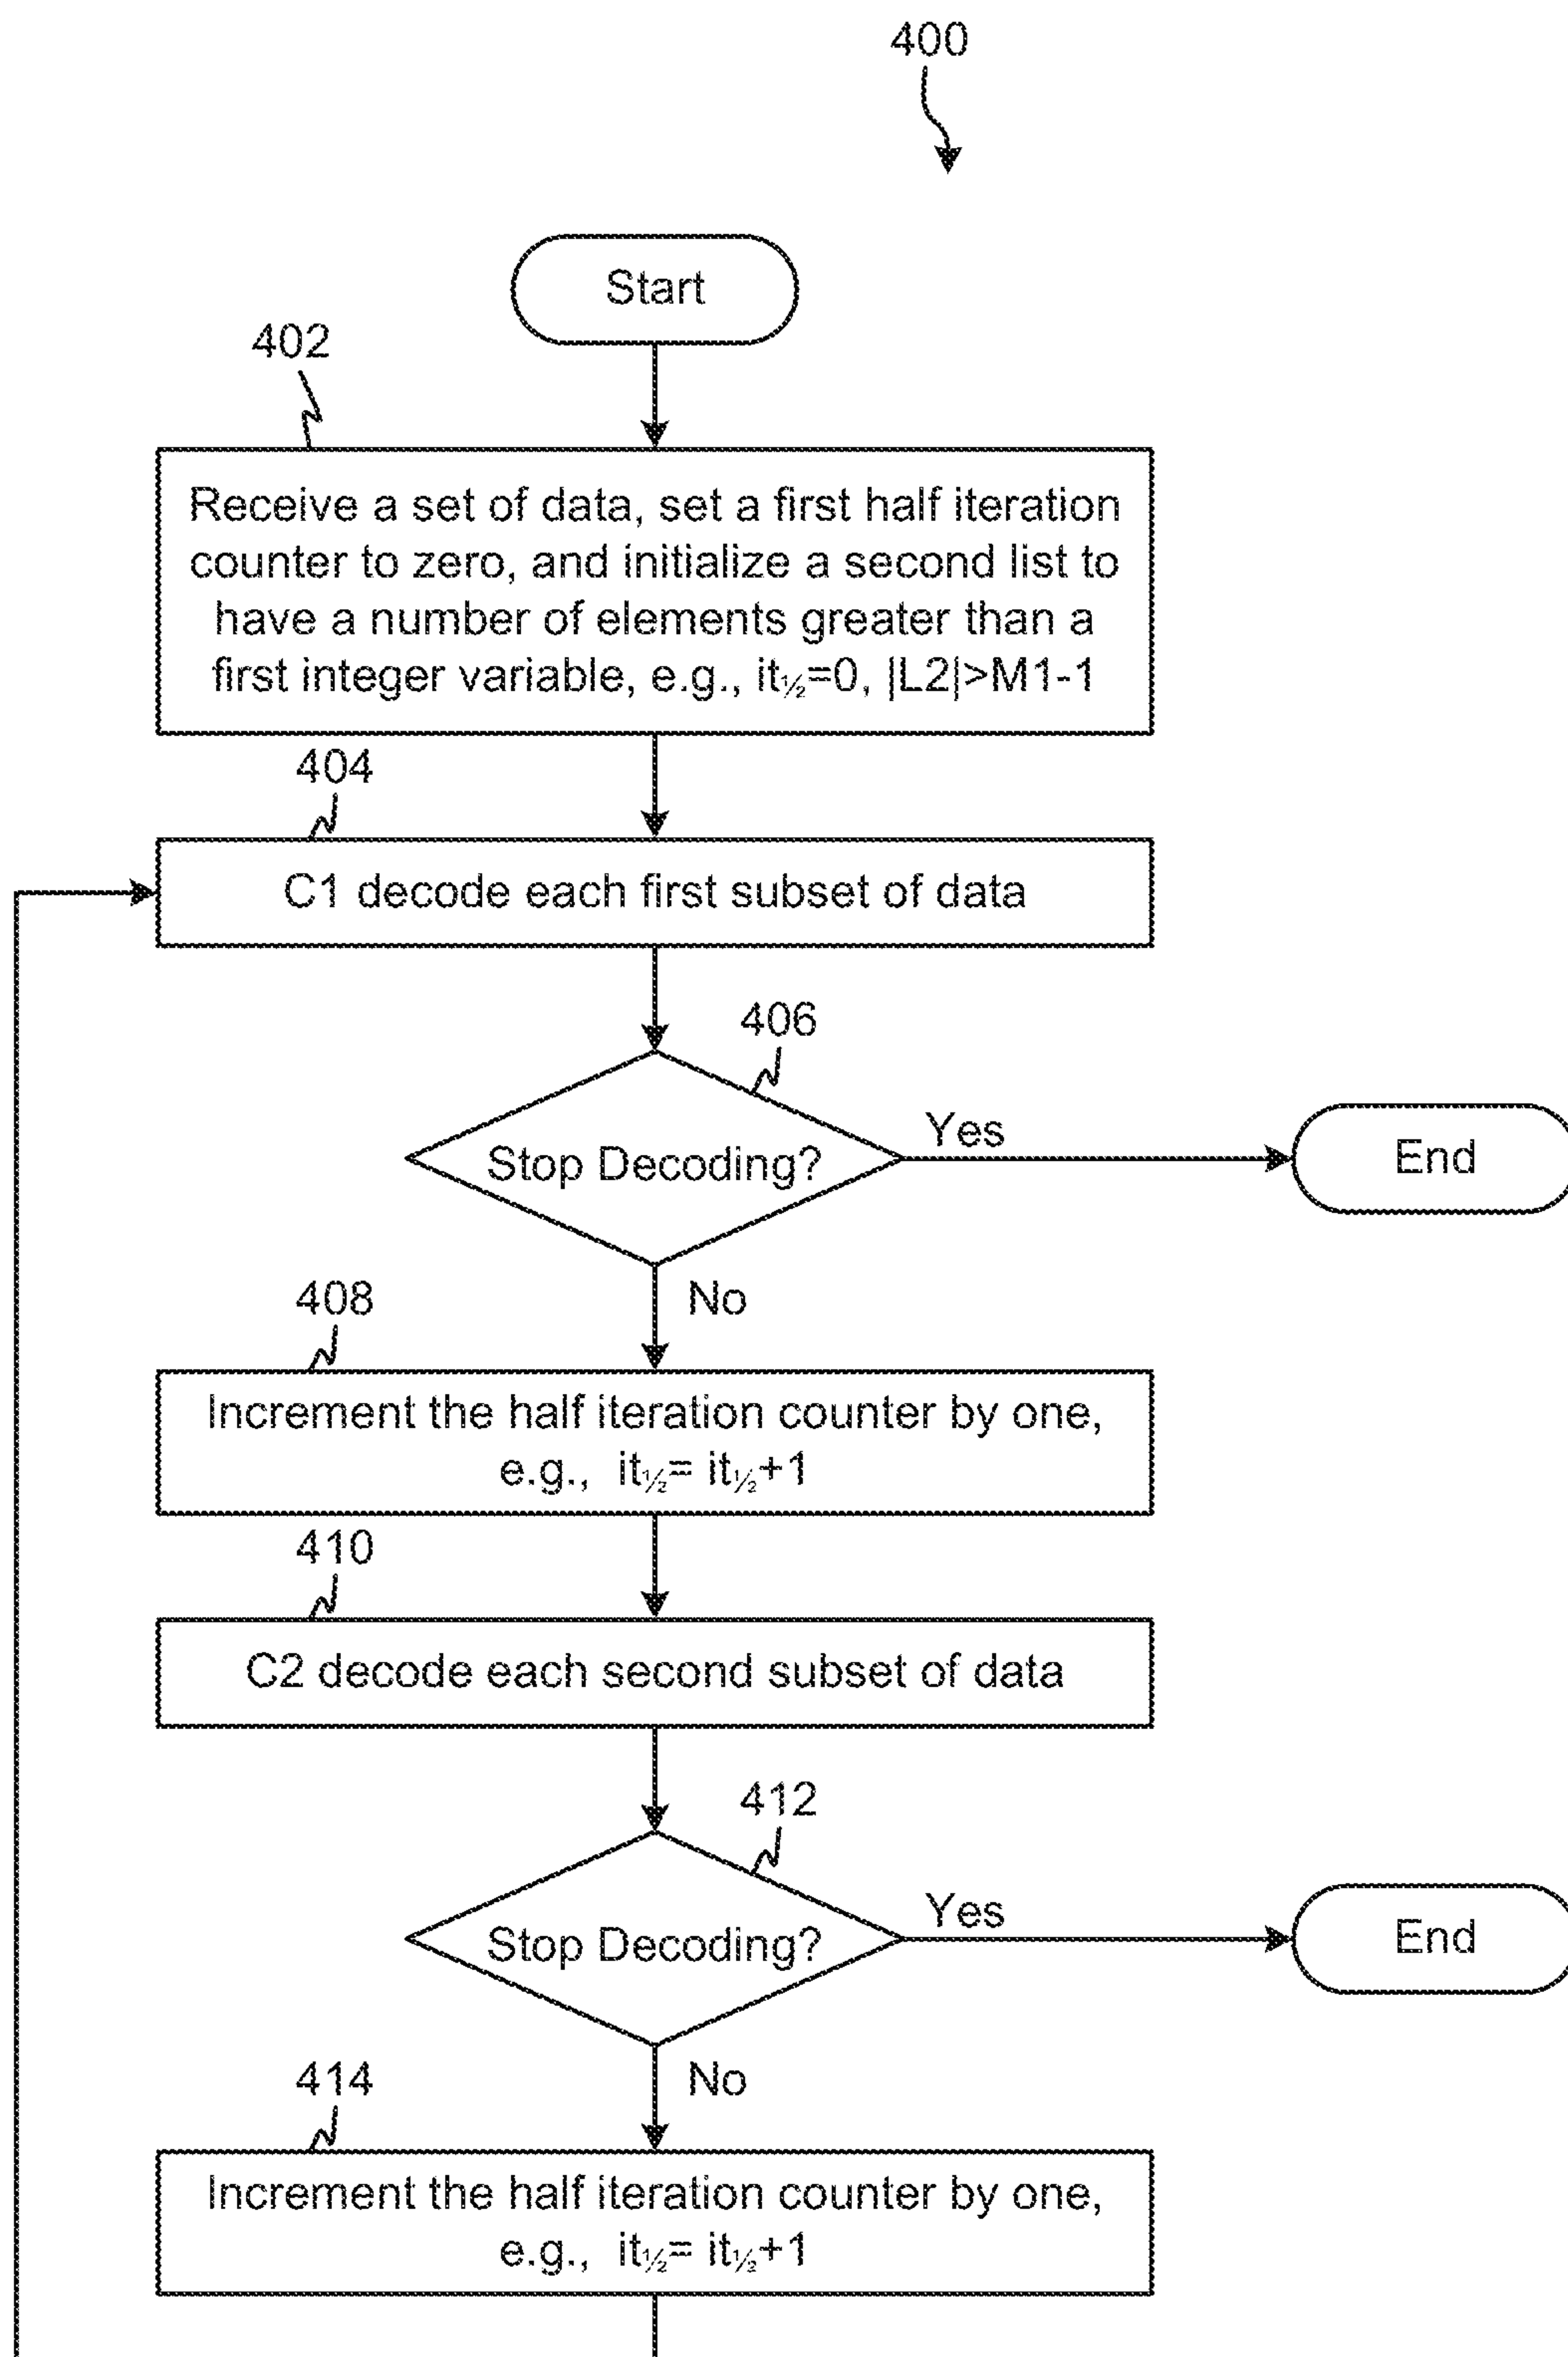 400
Start
402
Receive a set of data, set a first half iteration
counter to zero, and initialize a second list to
have a number of elements greater than a
first integer variable, e.g., it½=0, |L2|>M1-1
404
C1 decode each first subset of data
406
Stop Decoding?
Yes
End
No
408
Increment the half iteration counter by one,
e.g., it½= it½+1
410
C2 decode each second subset of data
412
Stop Decoding?
Yes
End
No
414
Increment the half iteration counter by one,
e.g., it½= it½+1